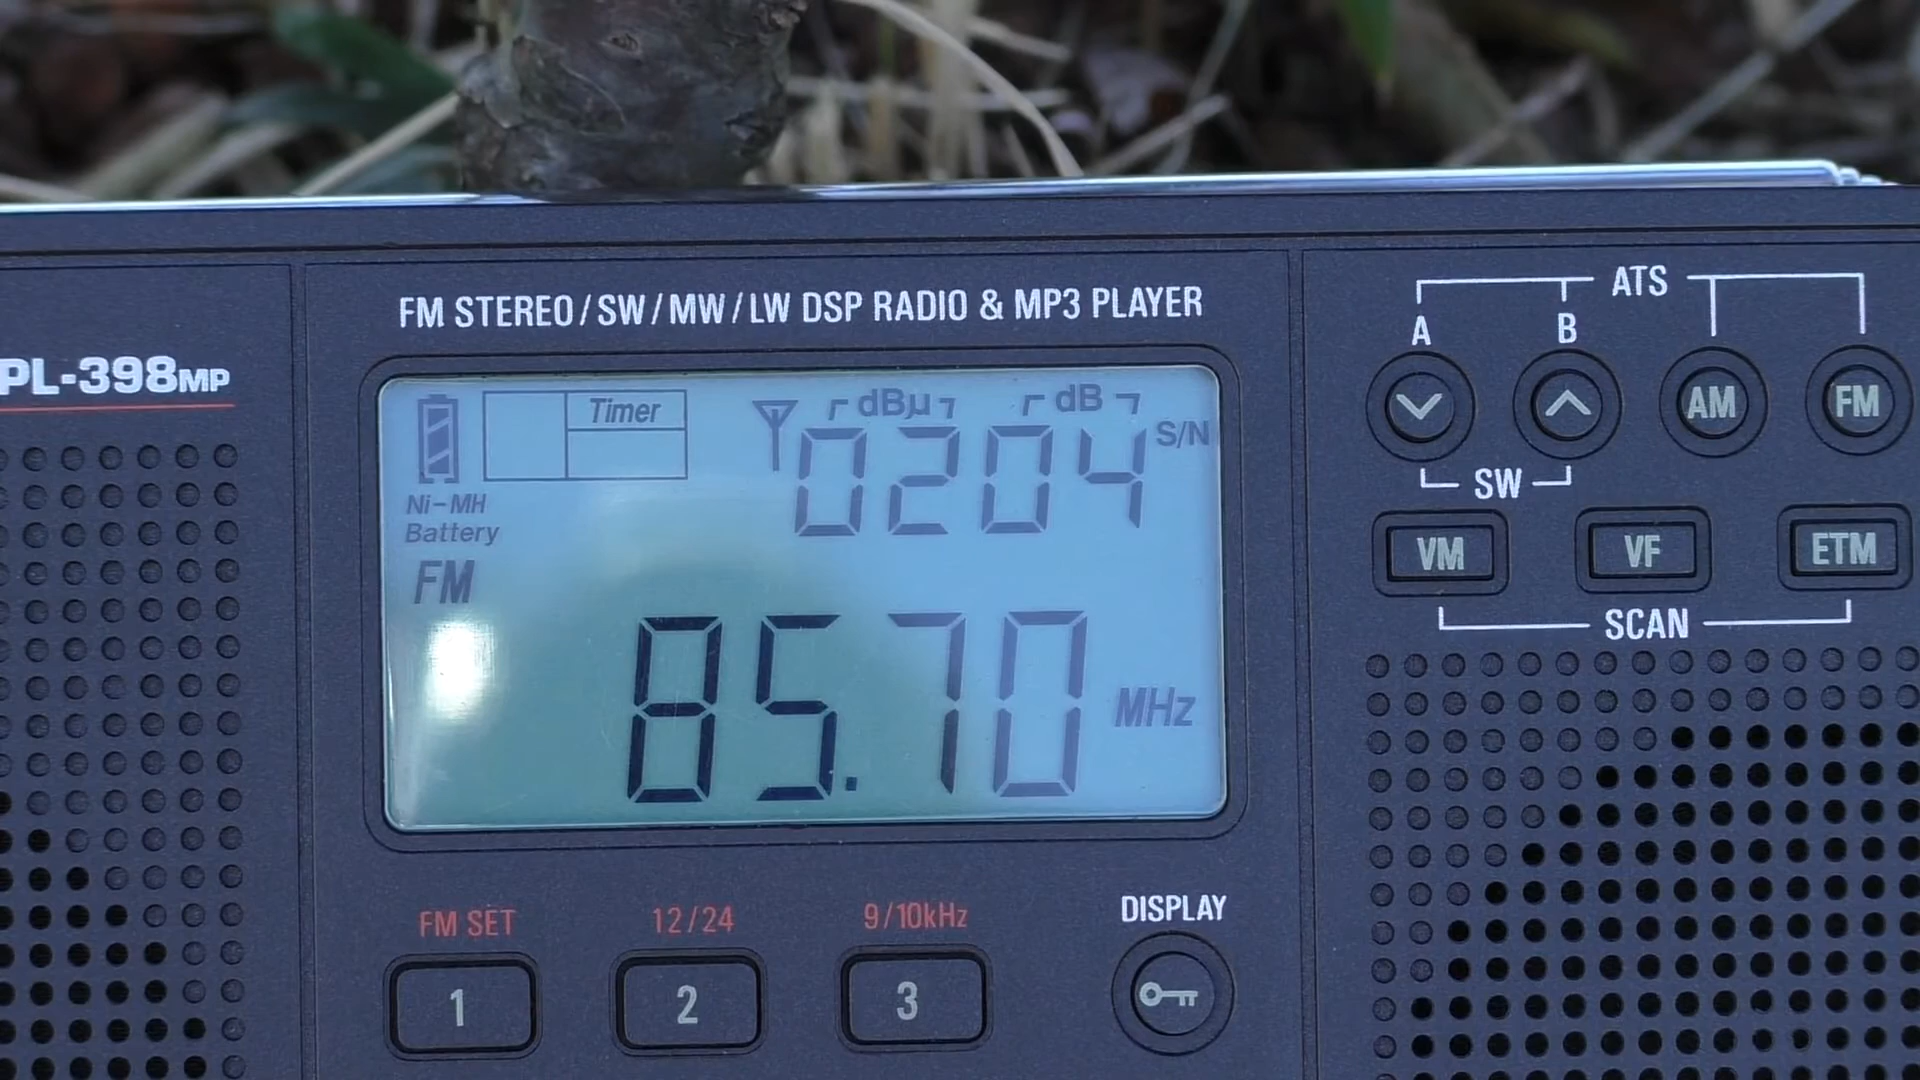 FM STEREO/SW/MW/LW DSP RADIO & MP3 PLAYER
PL-398MP
Timer
dBµ
dB
0204
S/N
Ni-MH
Battery
FM
85.70
MHz
ATS
A
B
AM
FM
SW
VM
VF
ETM
SCAN
FM SET
12/24
9/10kHz
DISPLAY
1
2
3